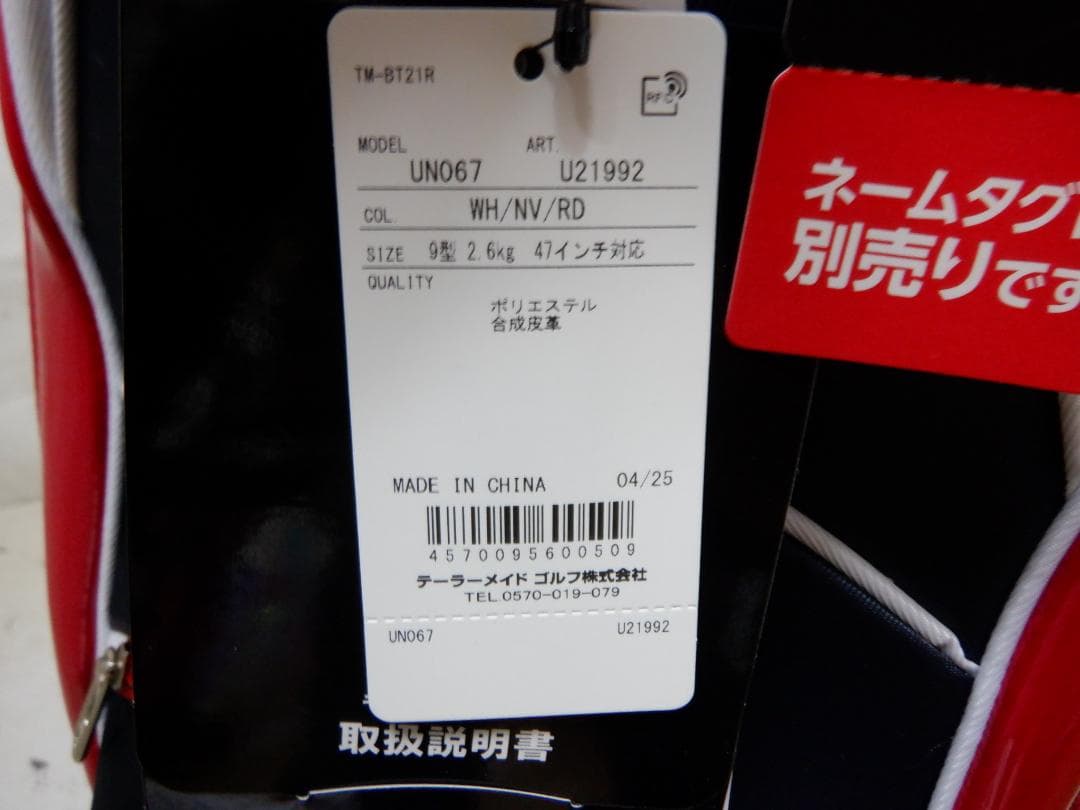 TM-BT21R
RFID
MODEL UN067 ART. U21992
COL. WH/NV/RD
SIZE 9型 2.6kg 47インチ対応
QUALITY
ポリエステル
合成皮革
MADE IN CHINA 04/25
4570095600509
テーラーメイド ゴルフ株式会社
TEL.0570-019-079
UN067 U21992
取扱説明書
ネームタグ
別売りです